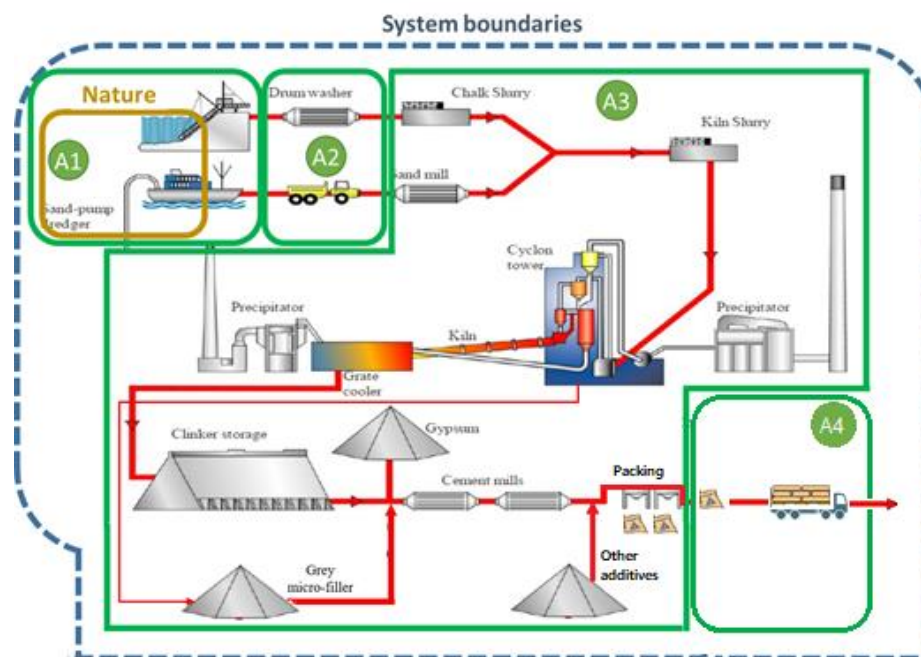 System boundaries
Nature
Drum washer
Chalk Slurry
A3
Kiln Slurry
A1
A2
Sand mill
Sand-pump
dredger
Cyclon
tower
Precipitator
Kiln
Precipitator
Grate
cooler
Clinker storage
Gypsum
A4
Cement mills
Packing
Grey
micro-filler
Other
additives